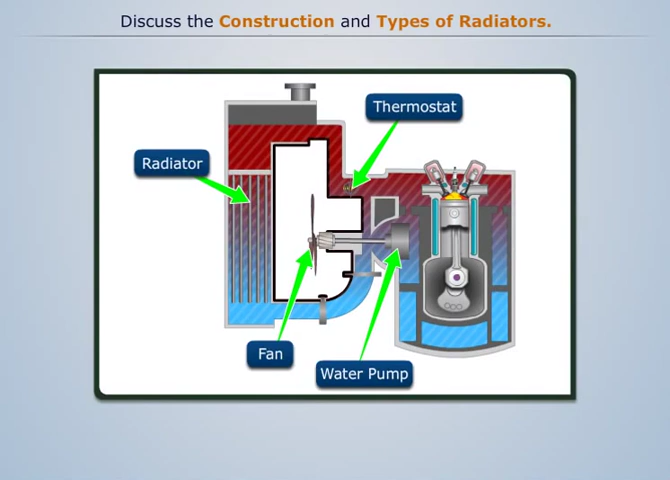 Discuss the Construction and Types of Radiators.
Thermostat
Radiator
Fan
Water Pump